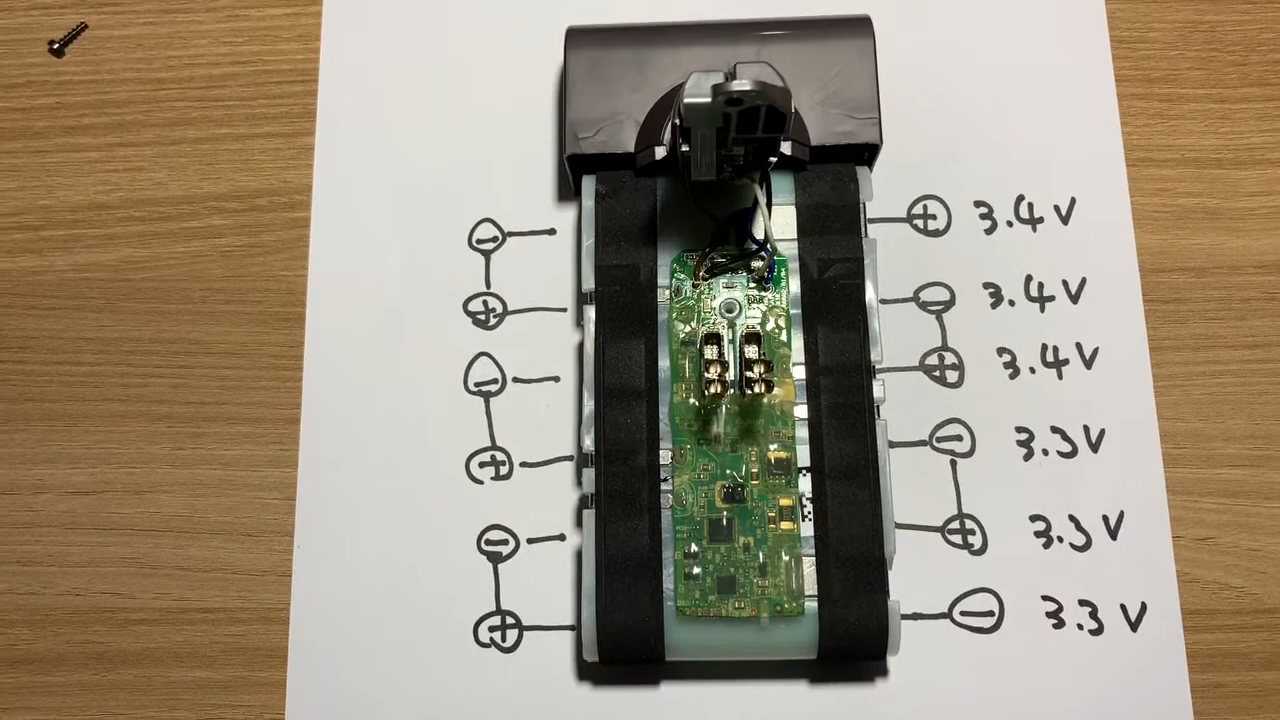 ⊖ ⊕ 3.4V
⊕ ⊖ 3.4V
⊖ ⊕ 3.4V
⊕ ⊖ 3.3V
⊖ ⊕ 3.3V
⊕ ⊖ 3.3V